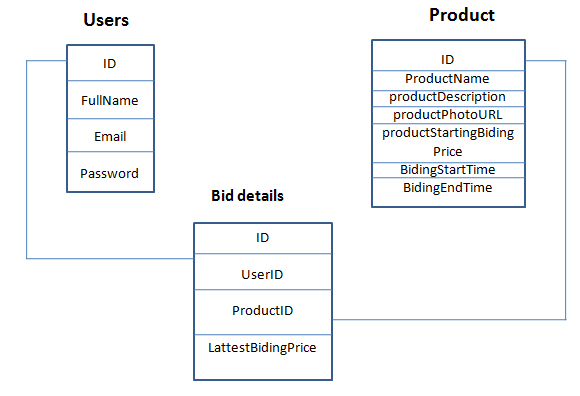 Users
ID
FullName
Email
Password
Product
ID
ProductName
productDescription
productPhotoURL
productStartingBiding
Price
BidingStartTime
BidingEndTime
Bid details
ID
UserID
ProductID
LattestBidingPrice